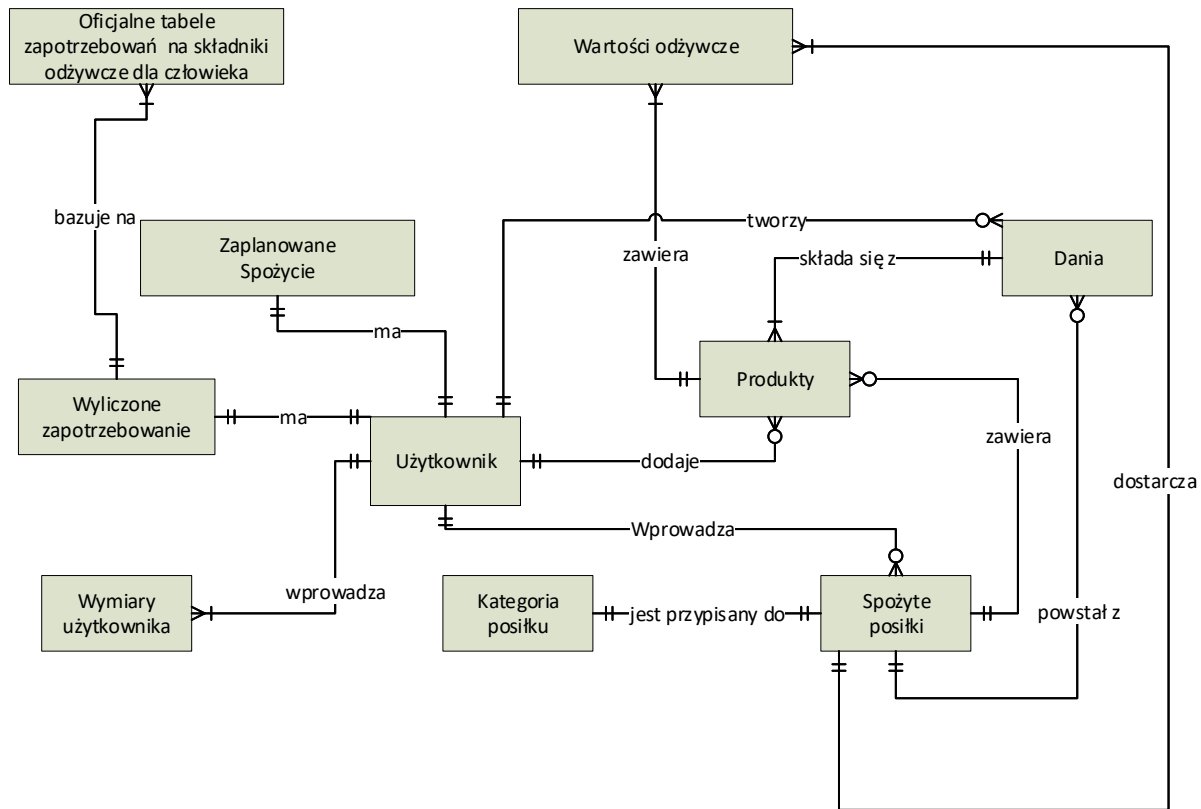 Oficjalne tabele
zapotrzebowań na składniki
odżywcze dla człowieka
Wartości odżywcze
bazuje na
Zaplanowane
Spożycie
tworzy
zawiera
składa się z
Dania
ma
Produkty
Wyliczone
zapotrzebowanie
ma
Użytkownik
dodaje
zawiera
dostarcza
Wprowadza
Wymiary
użytkownika
wprowadza
Kategoria
posiłku
jest przypisany do
Spożyte
posiłki
powstał z